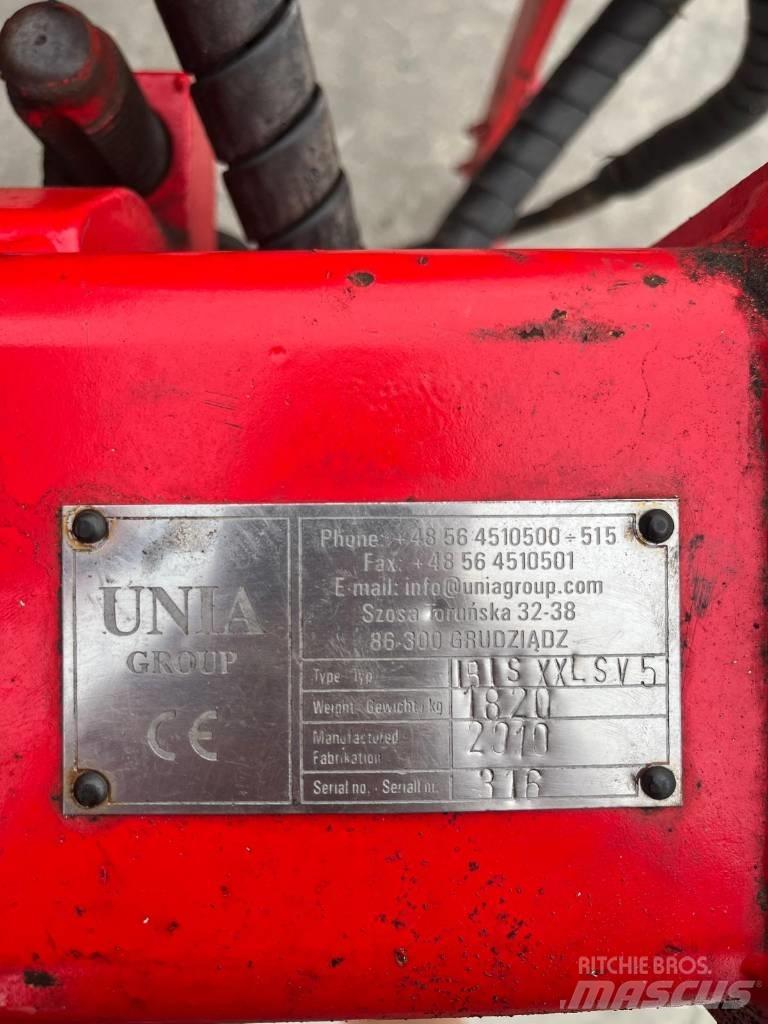 UNIA
GROUP
CE
Phone: +48 56 4510500÷515
Fax: +48 56 4510501
E-mail: info@uniagroup.com
Szosa Toruńska 32-38
86-300 GRUDZIĄDZ
Type - Typ IBIS XXL SV 5
Weight - Gewicht / kg 1820
Manufactured - Fabrikation 2010
Serial no. - Seriall nr. 316
RITCHIE BROS.
MASCUS